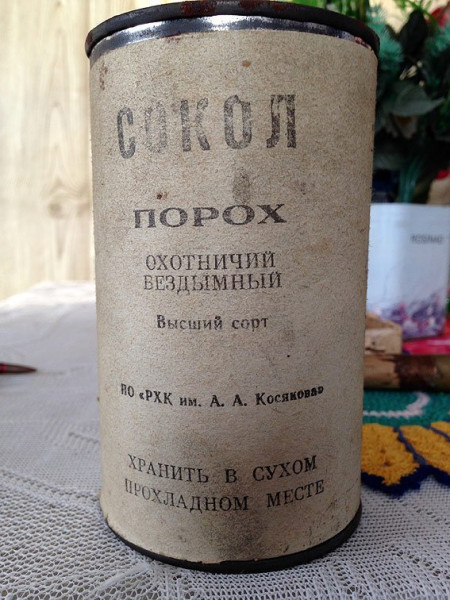 СОКОЛ
ПОРОХ
ОХОТНИЧИЙ
БЕЗДЫМНЫЙ
Высший сорт
ПО «РХК им. А. А. Косякова»
ХРАНИТЬ В СУХОМ
ПРОХЛАДНОМ МЕСТЕ